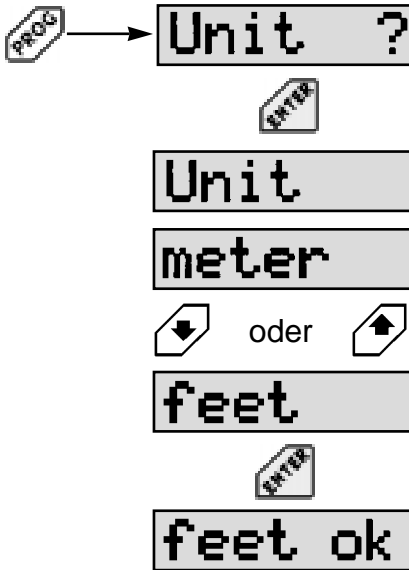 PROG Unit ?
ENTER
Unit
meter
oder
feet
ENTER
feet ok